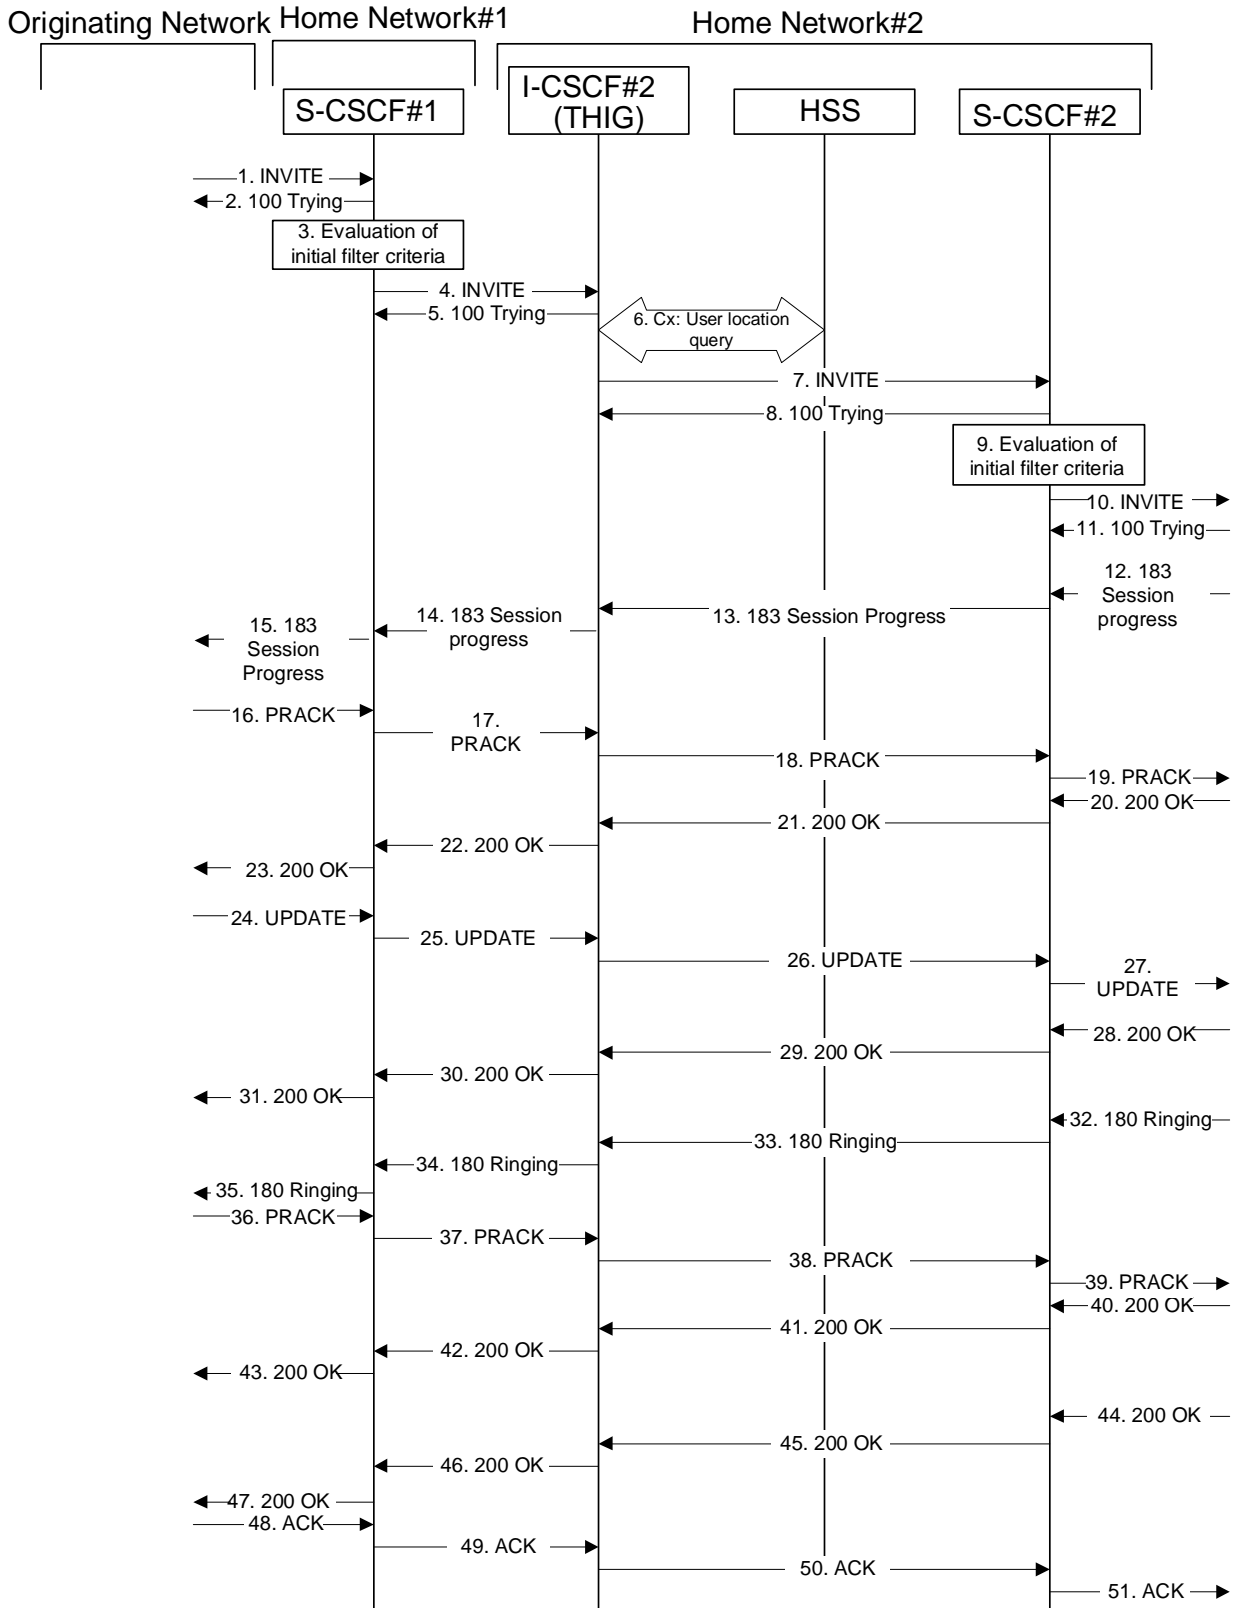 Originating Network
Home Network#1
Home Network#2
S-CSCF#1
I-CSCF#2
(THIG)
HSS
S-CSCF#2
1. INVITE
2. 100 Trying
3. Evaluation of
initial filter criteria
4. INVITE
5. 100 Trying
6. Cx: User location
query
7. INVITE
8. 100 Trying
9. Evaluation of
initial filter criteria
10. INVITE
11. 100 Trying
12. 183
Session
progress
13. 183 Session Progress
14. 183 Session
progress
15. 183
Session
Progress
16. PRACK
17.
PRACK
18. PRACK
19. PRACK
20. 200 OK
21. 200 OK
22. 200 OK
23. 200 OK
24. UPDATE
25. UPDATE
26. UPDATE
27.
UPDATE
28. 200 OK
29. 200 OK
30. 200 OK
31. 200 OK
32. 180 Ringing
33. 180 Ringing
34. 180 Ringing
35. 180 Ringing
36. PRACK
37. PRACK
38. PRACK
39. PRACK
40. 200 OK
41. 200 OK
42. 200 OK
43. 200 OK
44. 200 OK
45. 200 OK
46. 200 OK
47. 200 OK
48. ACK
49. ACK
50. ACK
51. ACK